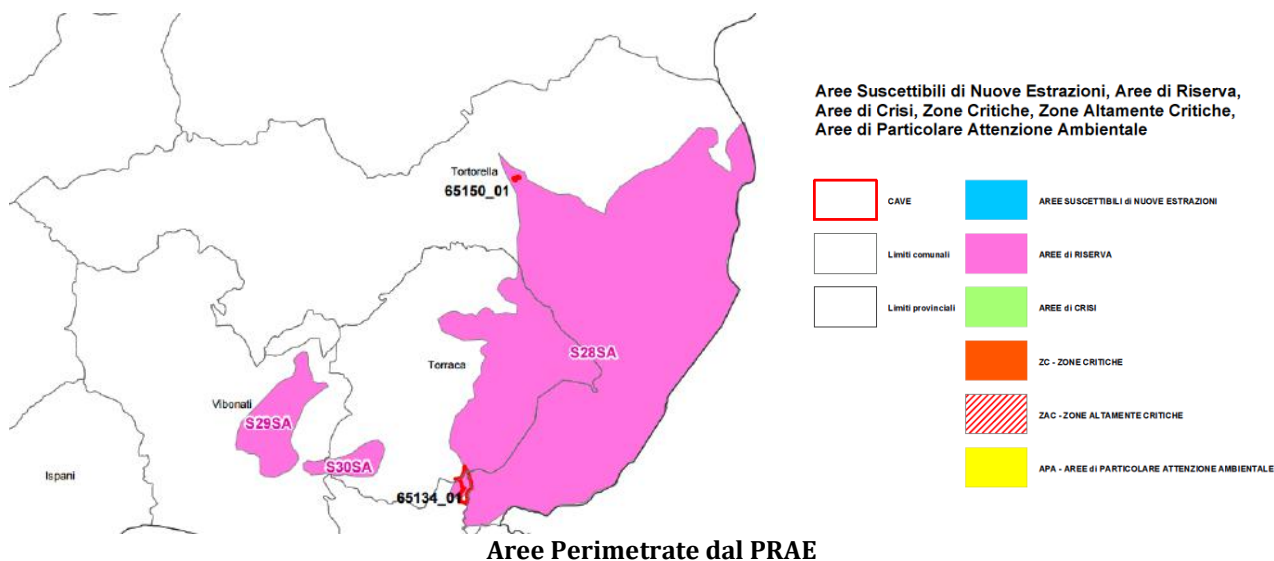 Tortorella
65150_01
S28SA
Torraca
Vibonati
S29SA
S30SA
Ispani
65134_01
Aree Suscettibili di Nuove Estrazioni, Aree di Riserva,
Aree di Crisi, Zone Critiche, Zone Altamente Critiche,
Aree di Particolare Attenzione Ambientale
CAVE
Limiti comunali
Limiti provinciali
AREE SUSCETTIBILI di NUOVE ESTRAZIONI
AREE di RISERVA
AREE di CRISI
ZC - ZONE CRITICHE
ZAC - ZONE ALTAMENTE CRITICHE
APA - AREE di PARTICOLARE ATTENZIONE AMBIENTALE
Aree Perimetrate dal PRAE